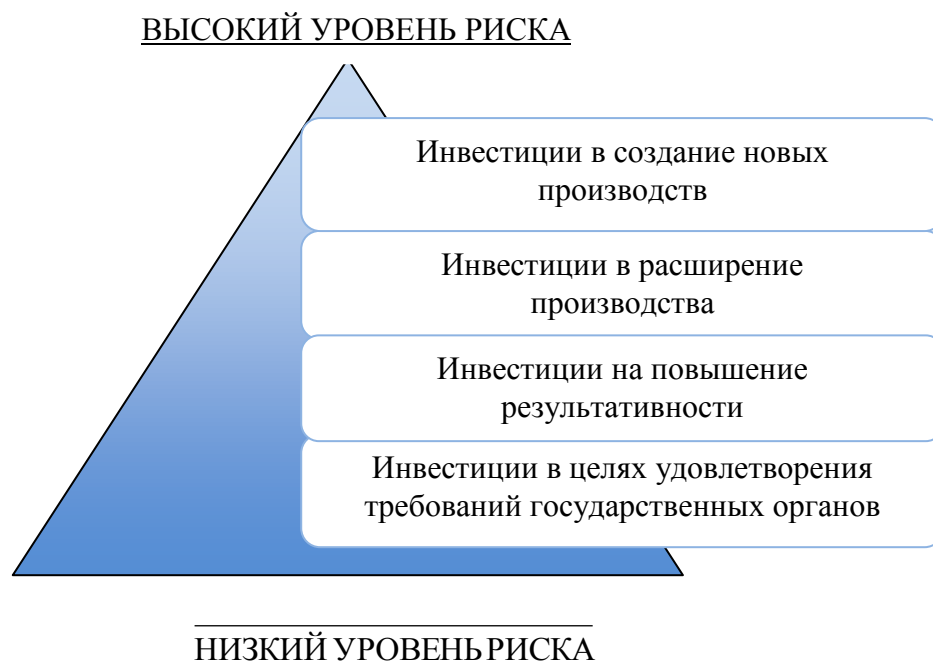 ВЫСОКИЙ УРОВЕНЬ РИСКА
Инвестиции в создание новых
производств
Инвестиции в расширение
производства
Инвестиции на повышение
результативности
Инвестиции в целях удовлетворения
требований государственных органов
НИЗКИЙ УРОВЕНЬ РИСКА